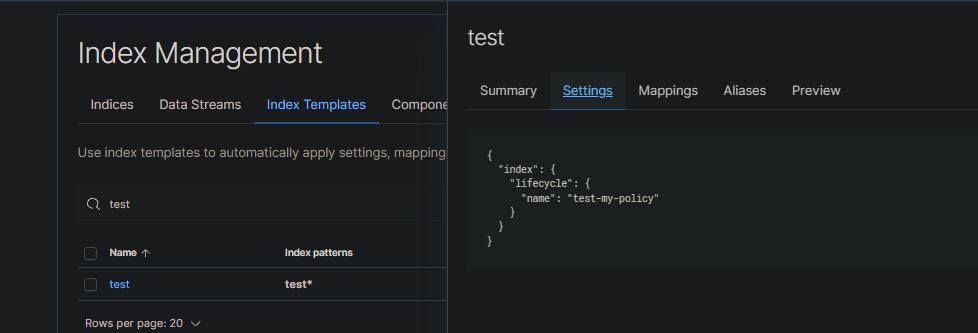 Index Management
Indices Data Streams Index Templates Compone
Use index templates to automatically apply settings, mapping
test
Name Index patterns
test test*
Rows per page: 20
test
Summary Settings Mappings Aliases Preview
{
"index": {
"lifecycle": {
"name": "test-my-policy"
}
}
}